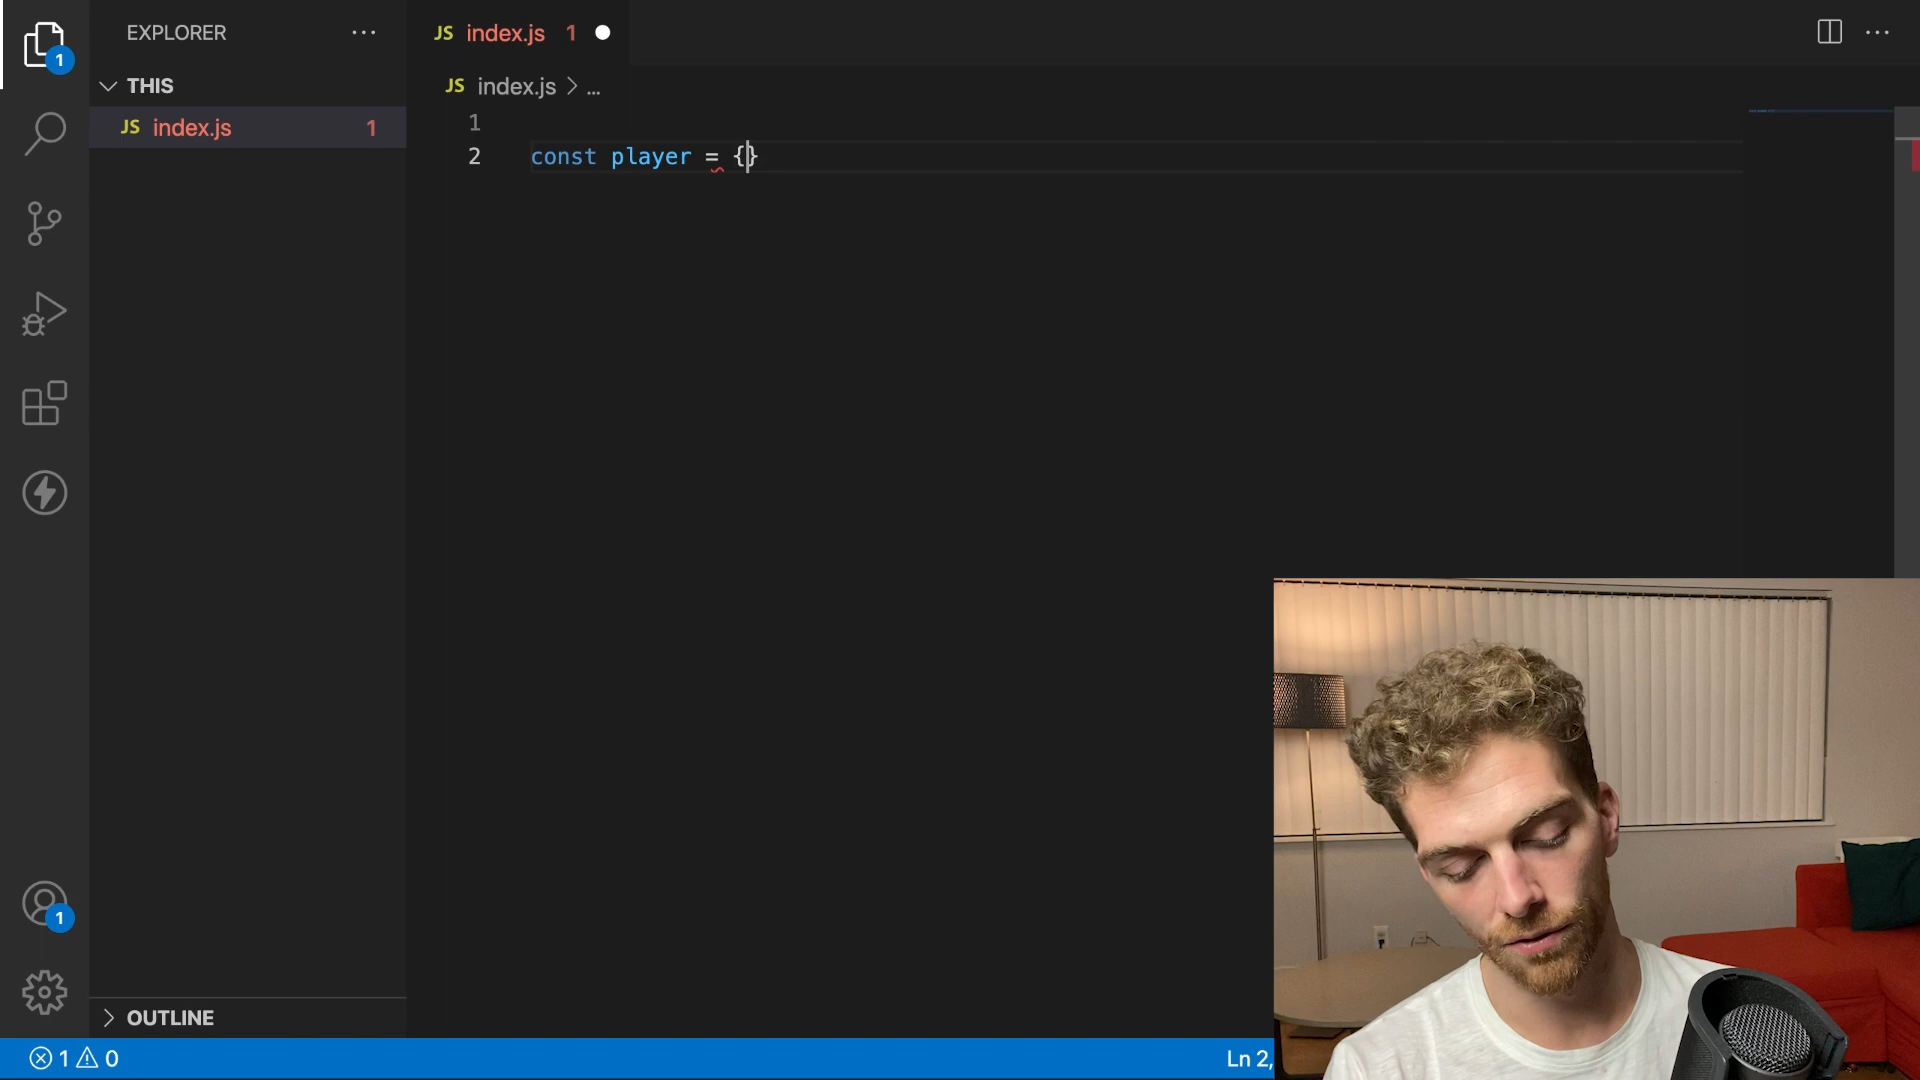 1
EXPLORER
THIS
JS index.js 1
JS index.js 1
JS index.js > ...
1
2 const player = {}
1
OUTLINE
1 0
Ln 2,